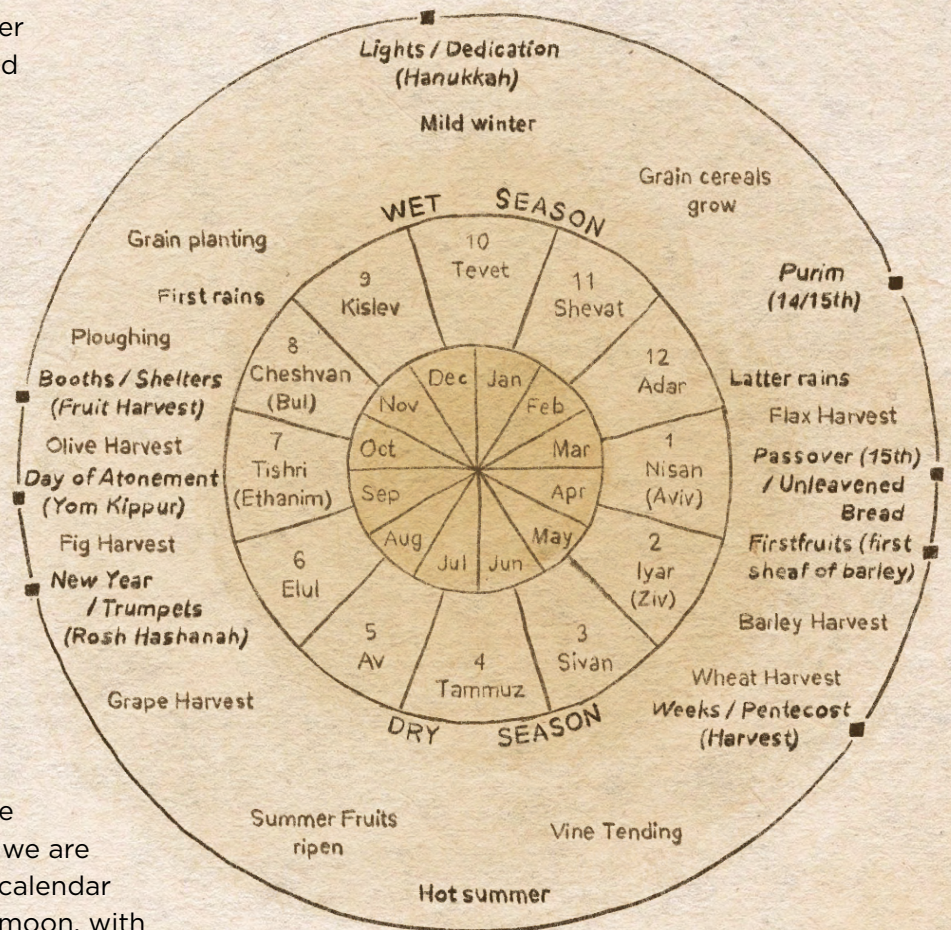 er
d
Lights / Dedication
(Hanukkah)
Mild winter
Grain cereals
grow
WET SEASON
Grain planting
First rains
Ploughing
Booths / Shelters
(Fruit Harvest)
Olive Harvest
Day of Atonement
(Yom Kippur)
Fig Harvest
New Year
/ Trumpets
(Rosh Hashanah)
Grape Harvest
Purim
(14/15th)
Latter rains
Flax Harvest
Passover (15th)
/ Unleavened
Bread
Firstfruits (first
sheaf of barley)
Barley Harvest
Wheat Harvest
Weeks / Pentecost
(Harvest)
10
Tevet
11
Shevat
12
Adar
1
Nisan
(Aviv)
2
Iyar
(Ziv)
3
Sivan
4
Tammuz
5
Av
6
Elul
7
Tishri
(Ethanim)
8
Cheshvan
(Bul)
9
Kislev
Jan
Feb
Mar
Apr
May
Jun
Jul
Aug
Sep
Oct
Nov
Dec
DRY SEASON
Summer Fruits
ripen
Vine Tending
Hot summer
e
we are
calendar
moon, with